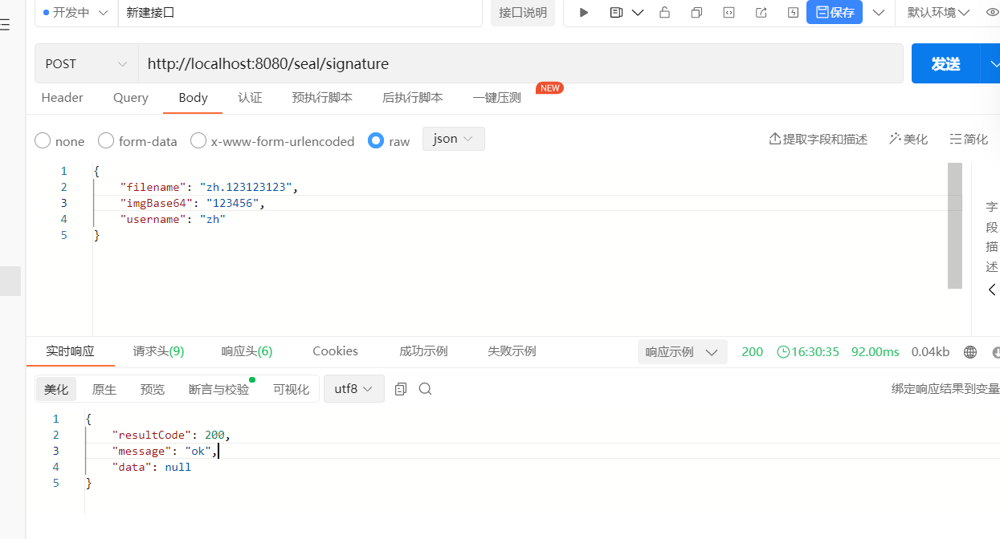 开发中 新建接口 接口说明 保存 默认环境
POST http://localhost:8080/seal/signature 发送
Header Query Body 认证 预执行脚本 后执行脚本 一键压测 NEW
none form-data x-www-form-urlencoded raw json 提取字段和描述 美化 简化
1 {
2 "filename": "zh.123123123",
3 "imgBase64": "123456",
4 "username": "zh"
5 }
字段描述
实时响应 请求头(9) 响应头(6) Cookies 成功示例 失败示例 响应示例 200 16:30:35 92.00ms 0.04kb
美化 原生 预览 断言与校验 可视化 utf8 绑定响应结果到变量
1 {
2 "resultCode": 200,
3 "message": "ok",
4 "data": null
5 }